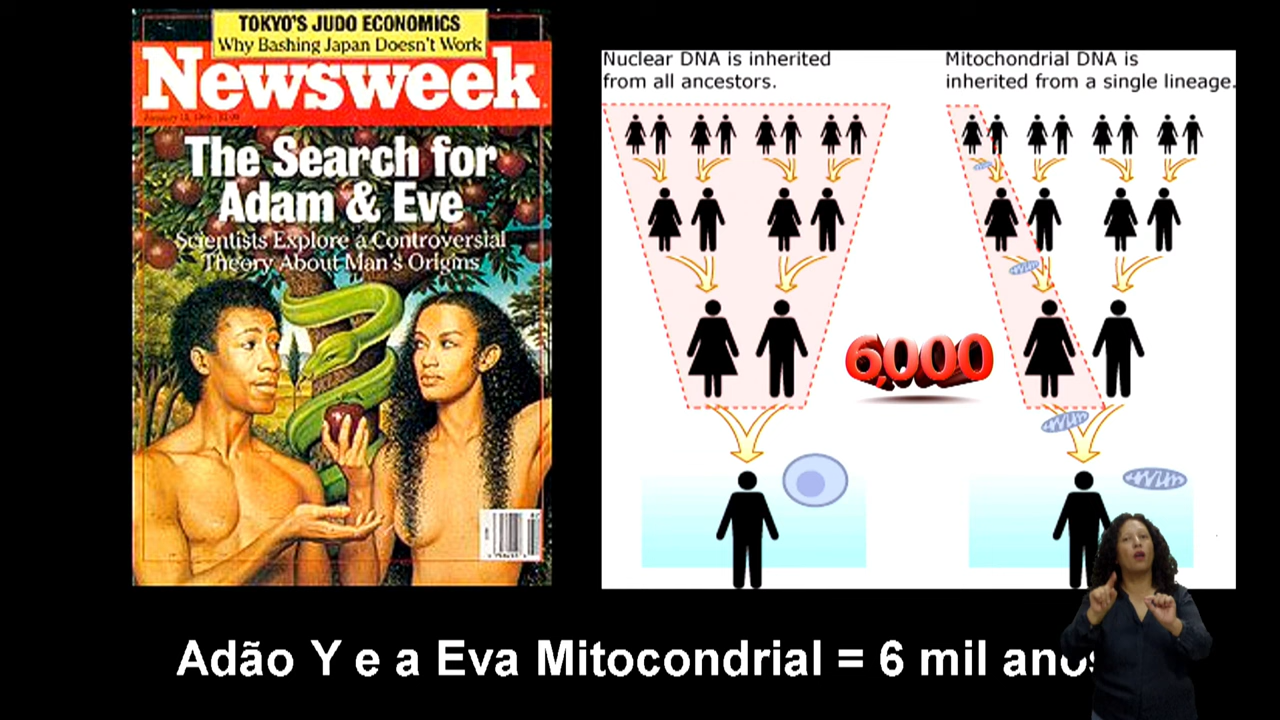 TOKYO'S JUDO ECONOMICS
Why Bashing Japan Doesn't Work
Newsweek
The Search for
Adam & Eve
Scientists Explore a Controversial
Theory About Man's Origins
Nuclear DNA is inherited
from all ancestors.
Mitochondrial DNA is
inherited from a single lineage.
6,000
Adão Y e a Eva Mitocondrial = 6 mil anos